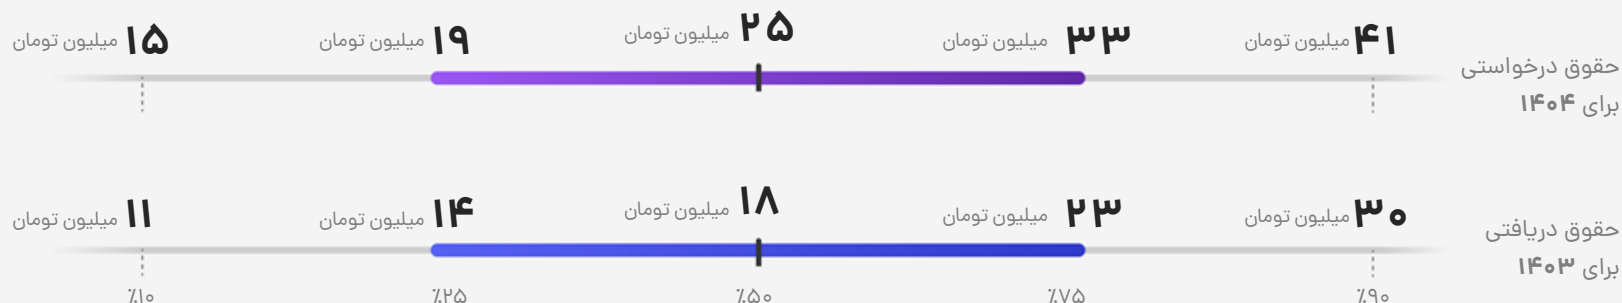 ۴۱ میلیون تومان
۳۳ میلیون تومان
۲۵ میلیون تومان
۱۹ میلیون تومان
۱۵ میلیون تومان
حقوق درخواستی
برای ۱۴۰۴
۳۰ میلیون تومان
۲۳ میلیون تومان
۱۸ میلیون تومان
۱۴ میلیون تومان
۱۱ میلیون تومان
حقوق دریافتی
برای ۱۴۰۳
٪۹۰
٪۷۵
٪۵۰
٪۲۵
٪۱۰